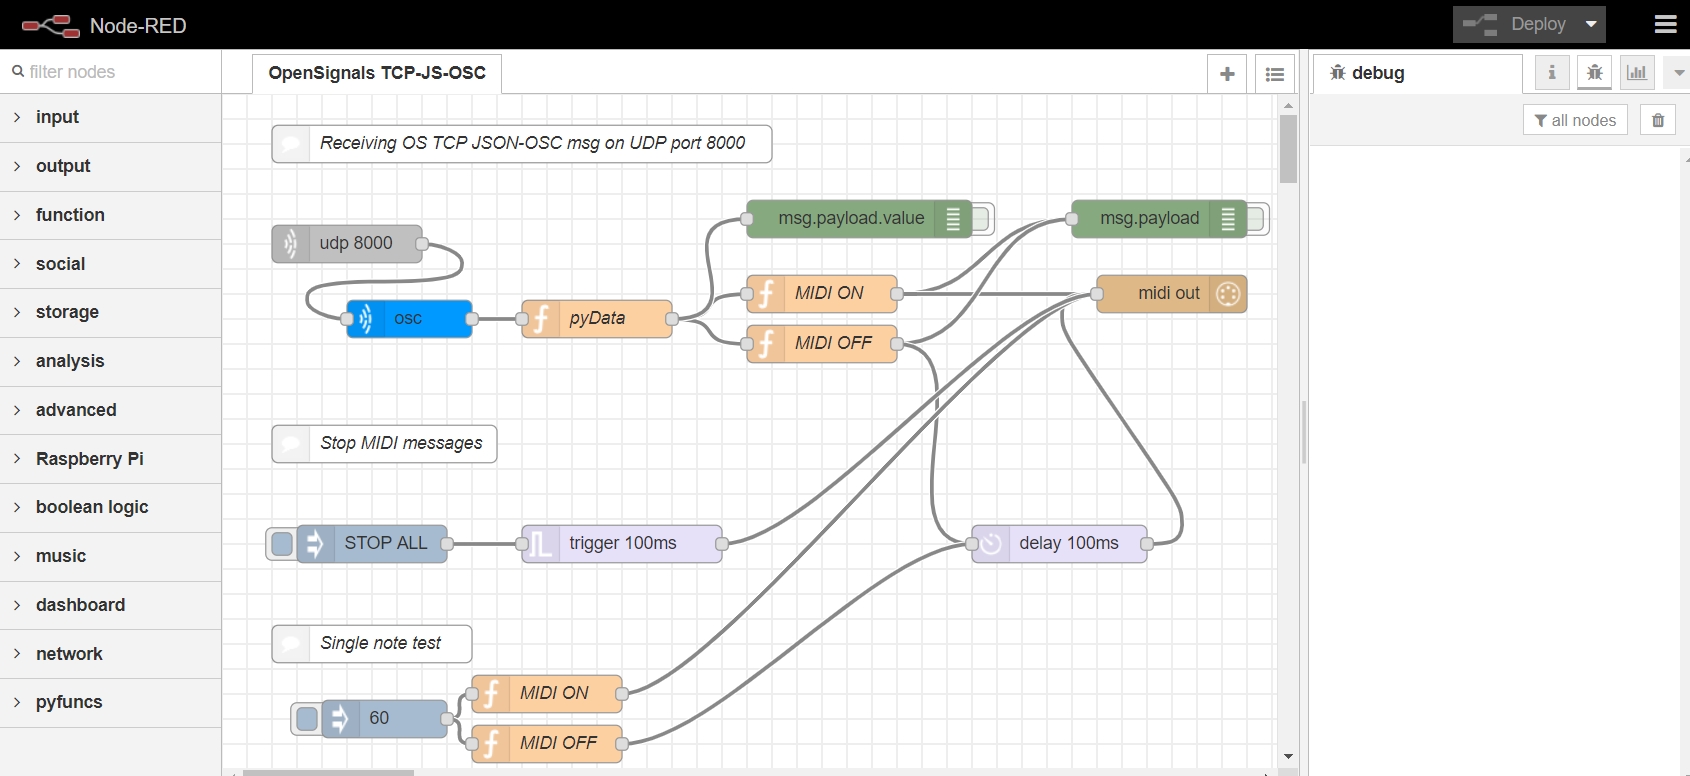 Node-RED
Deploy
filter nodes
OpenSignals TCP-JS-OSC
debug
all nodes
input
output
function
social
storage
analysis
advanced
Raspberry Pi
boolean logic
music
dashboard
network
pyfuncs
Receiving OS TCP JSON-OSC msg on UDP port 8000
msg.payload.value
msg.payload
udp 8000
MIDI ON
midi out
osc
pyData
MIDI OFF
Stop MIDI messages
STOP ALL
trigger 100ms
delay 100ms
Single note test
MIDI ON
60
MIDI OFF